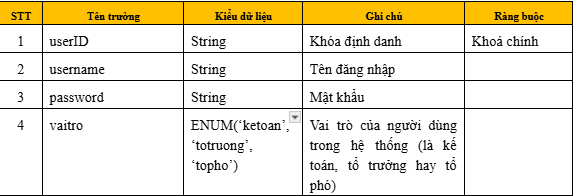 STT Tên trường Kiểu dữ liệu Ghi chú Ràng buộc
1 userID String Khóa định danh Khoá chính
2 username String Tên đăng nhập
3 password String Mật khẩu
4 vaitro ENUM(‘ketoan’, Vai trò của người dùng
‘totruong’, trong hệ thống (là kế
‘topho’) toán, tổ trưởng hay tổ
phó)